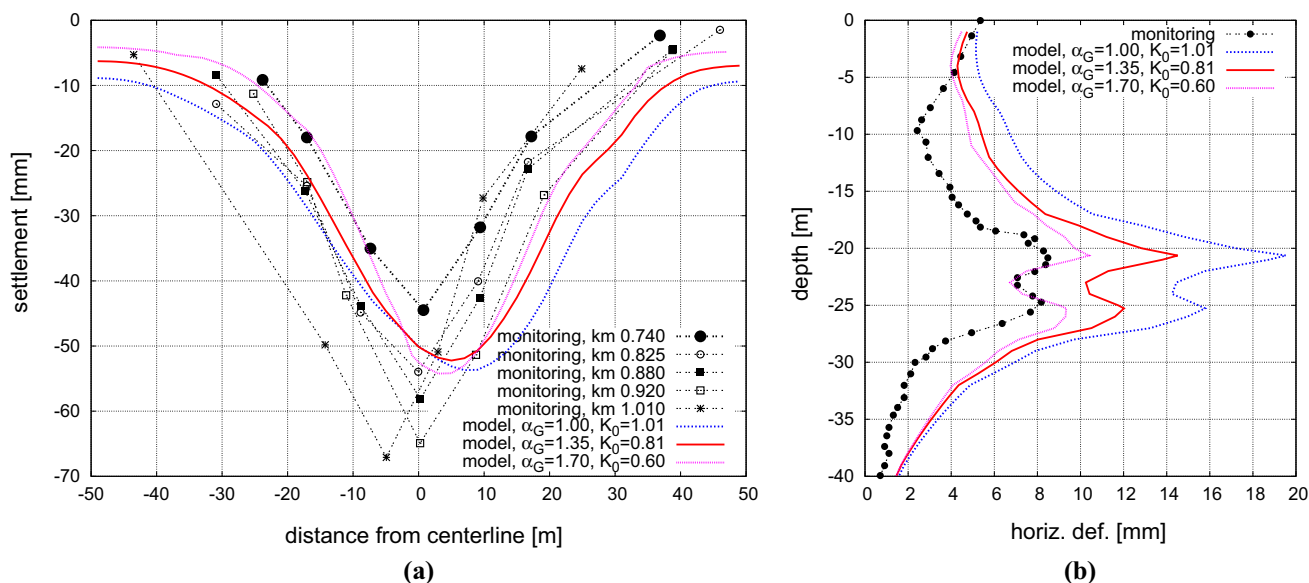 0
-10
-20
-30
-40
-50
-60
-70
settlement [mm]
monitoring, km 0.740
monitoring, km 0.825
monitoring, km 0.880
monitoring, km 0.920
monitoring, km 1.010
model, αG=1.00, K0=1.01
model, αG=1.35, K0=0.81
model, αG=1.70, K0=0.60
-50 -40 -30 -20 -10 0 10 20 30 40 50
distance from centerline [m]
(a)
0
-5
-10
-15
-20
-25
-30
-35
-40
depth [m]
monitoring
model, αG=1.00, K0=1.01
model, αG=1.35, K0=0.81
model, αG=1.70, K0=0.60
0 2 4 6 8 10 12 14 16 18 20
horiz. def. [mm]
(b)